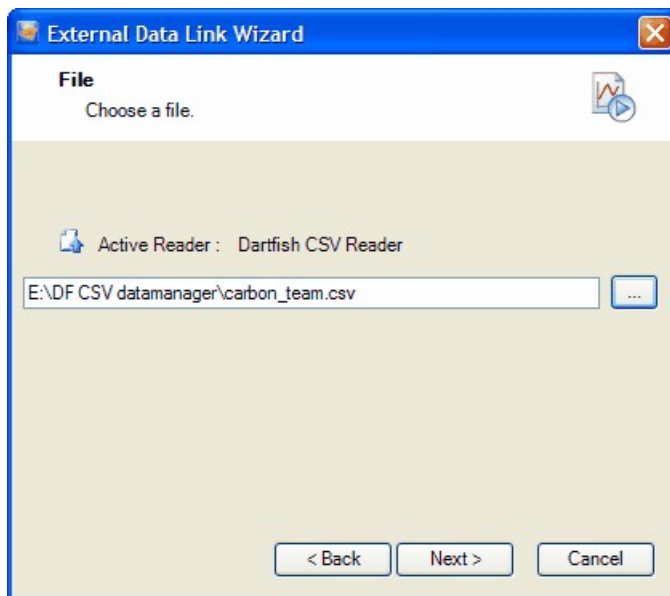 External Data Link Wizard
File
Choose a file.
Active Reader : Dartfish CSV Reader
E:\DF CSV datamanager\carbon_team.csv
...
< Back Next > Cancel